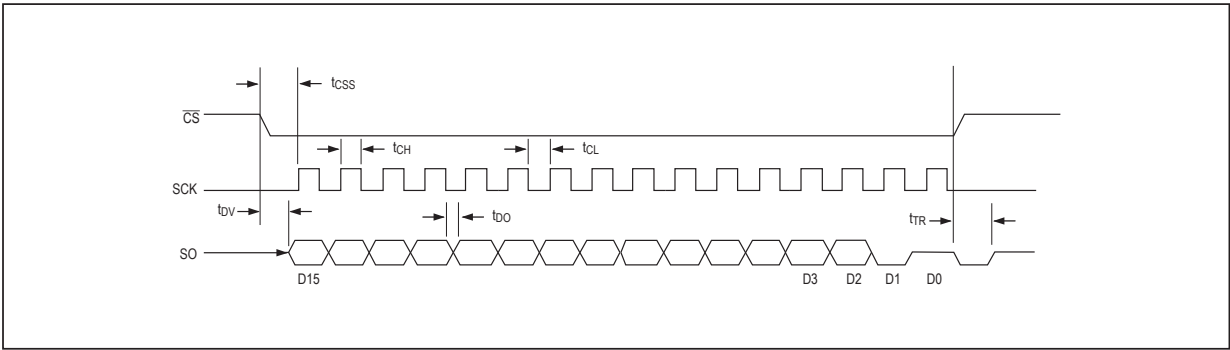 tCSS
CS
tCH
tCL
SCK
tDV
tDO
tTR
SO
D15
D3
D2
D1
D0